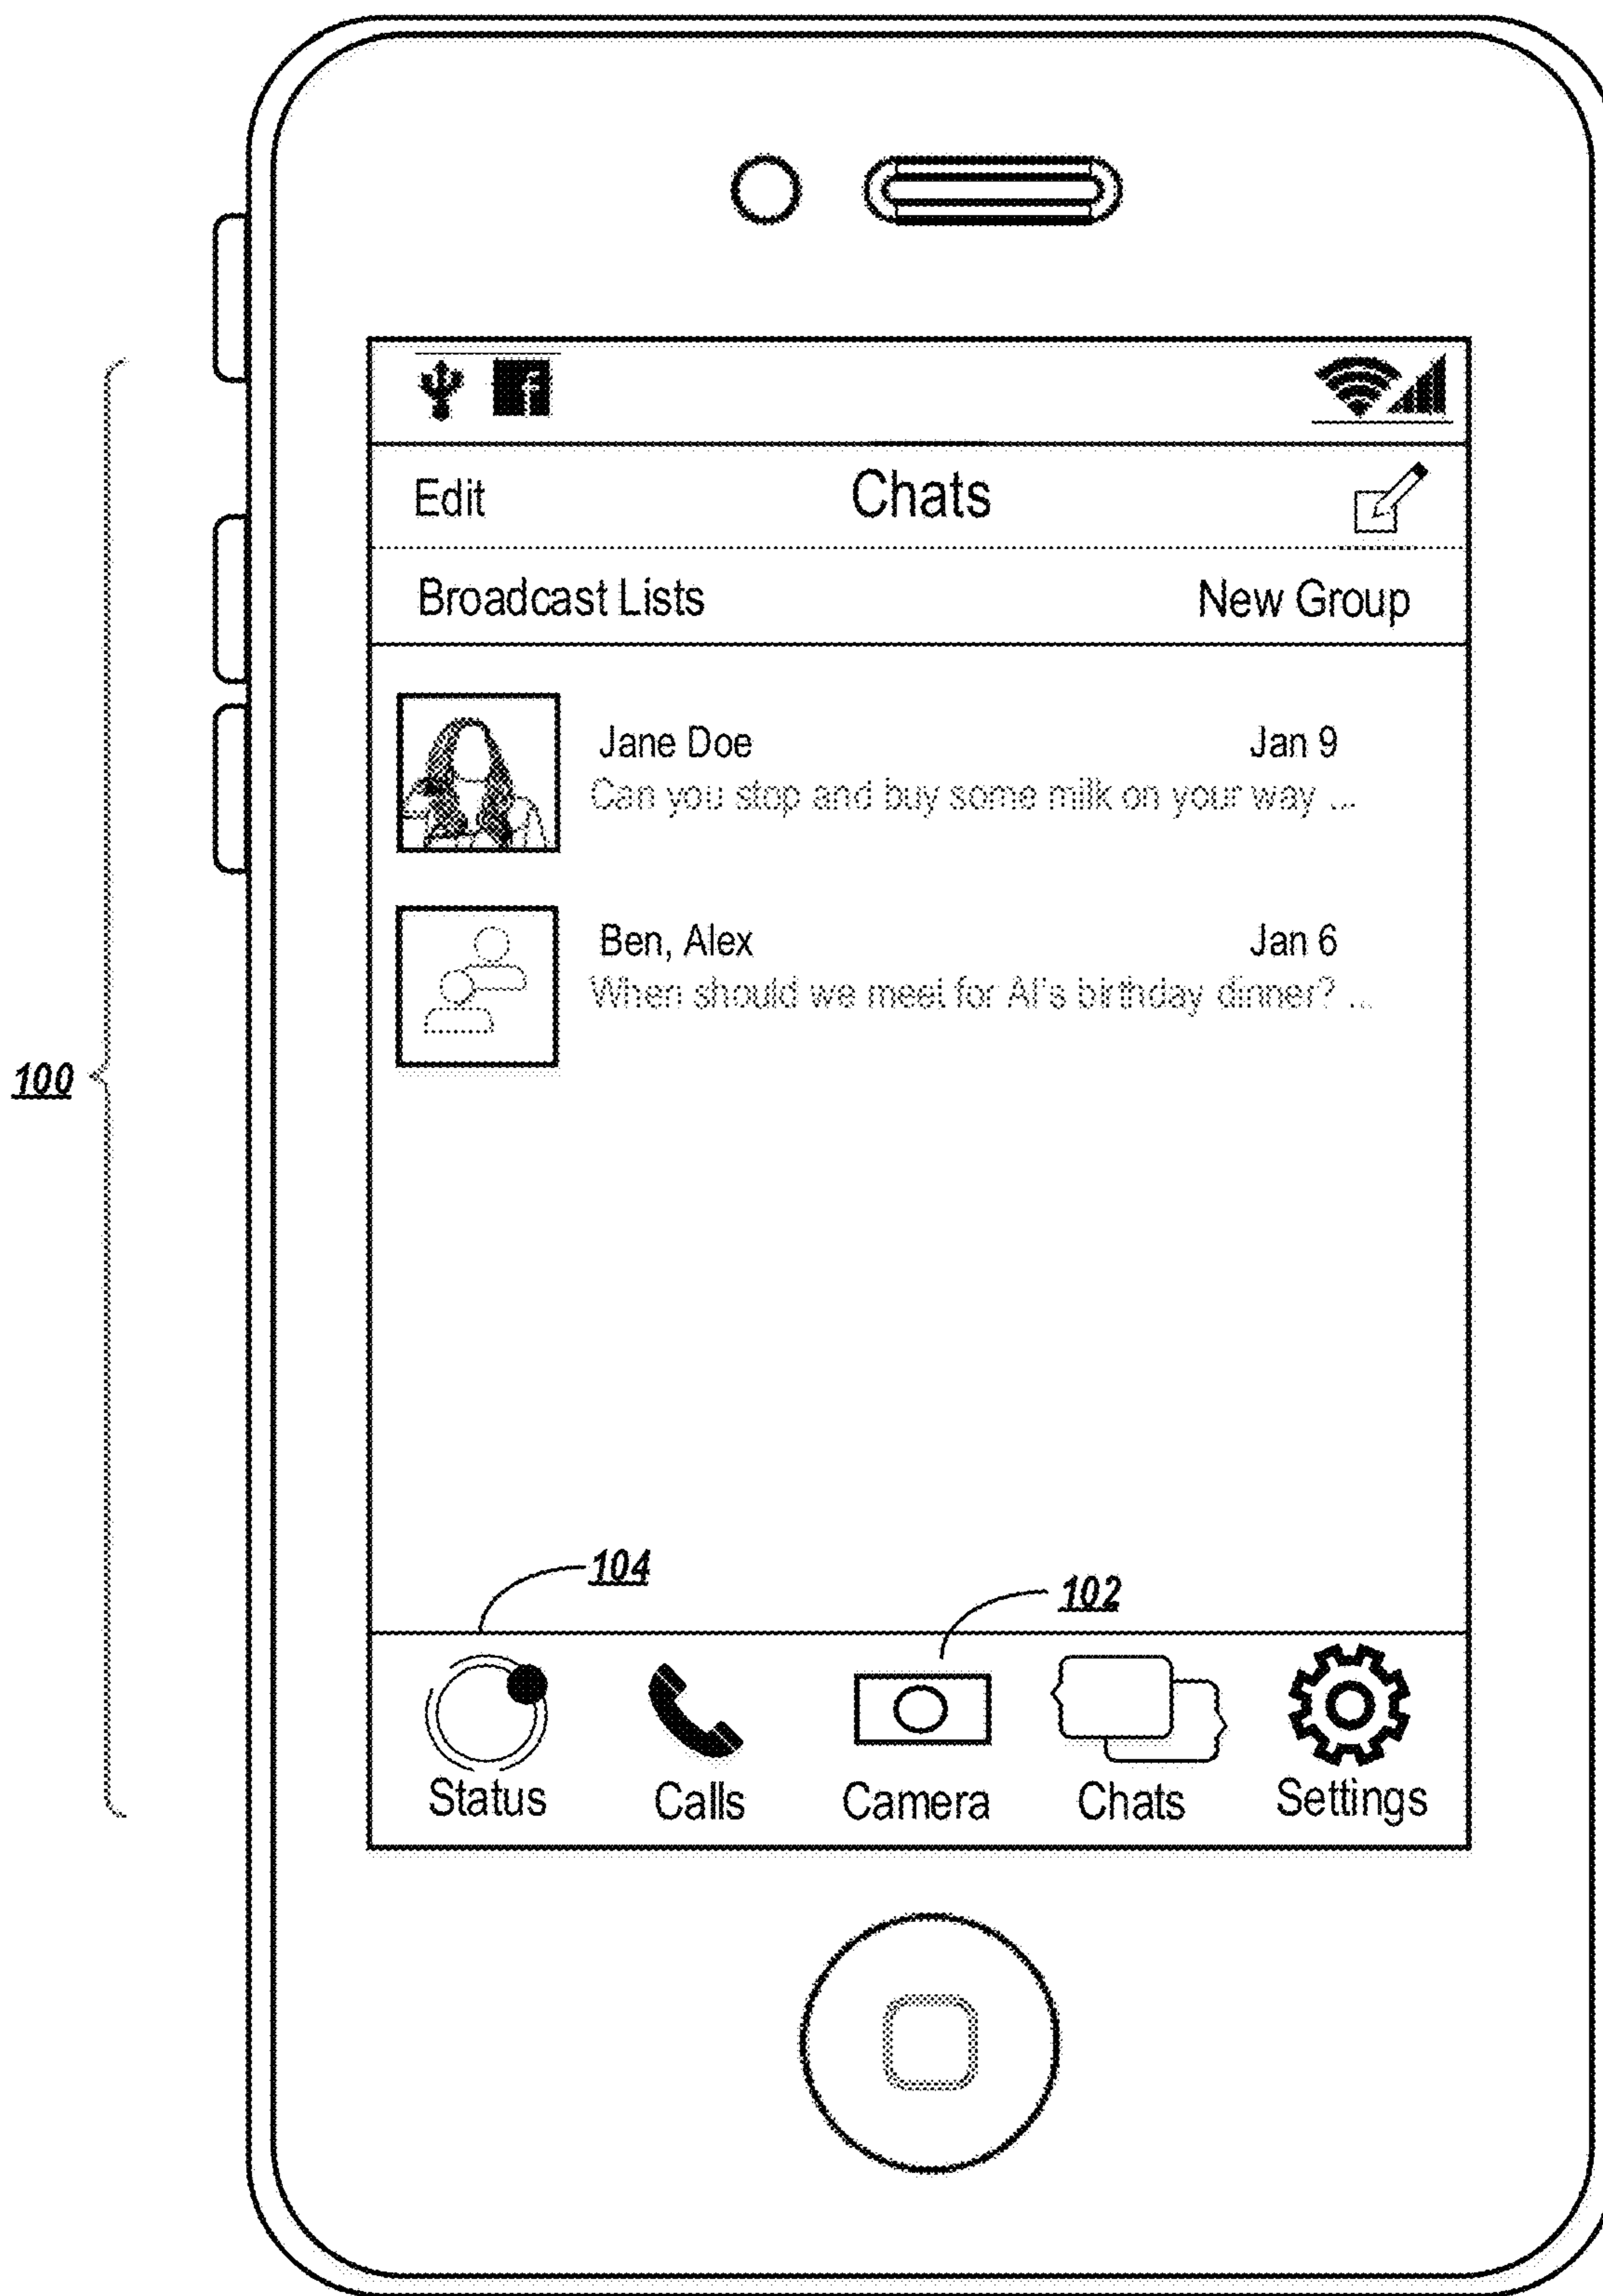 Edit Chats
Broadcast Lists New Group
Jane Doe Jan 9
Can you stop and buy some milk on your way ...
Ben, Alex Jan 6
When should we meet for Al's birthday dinner? ...
100
104
102
Status Calls Camera Chats Settings